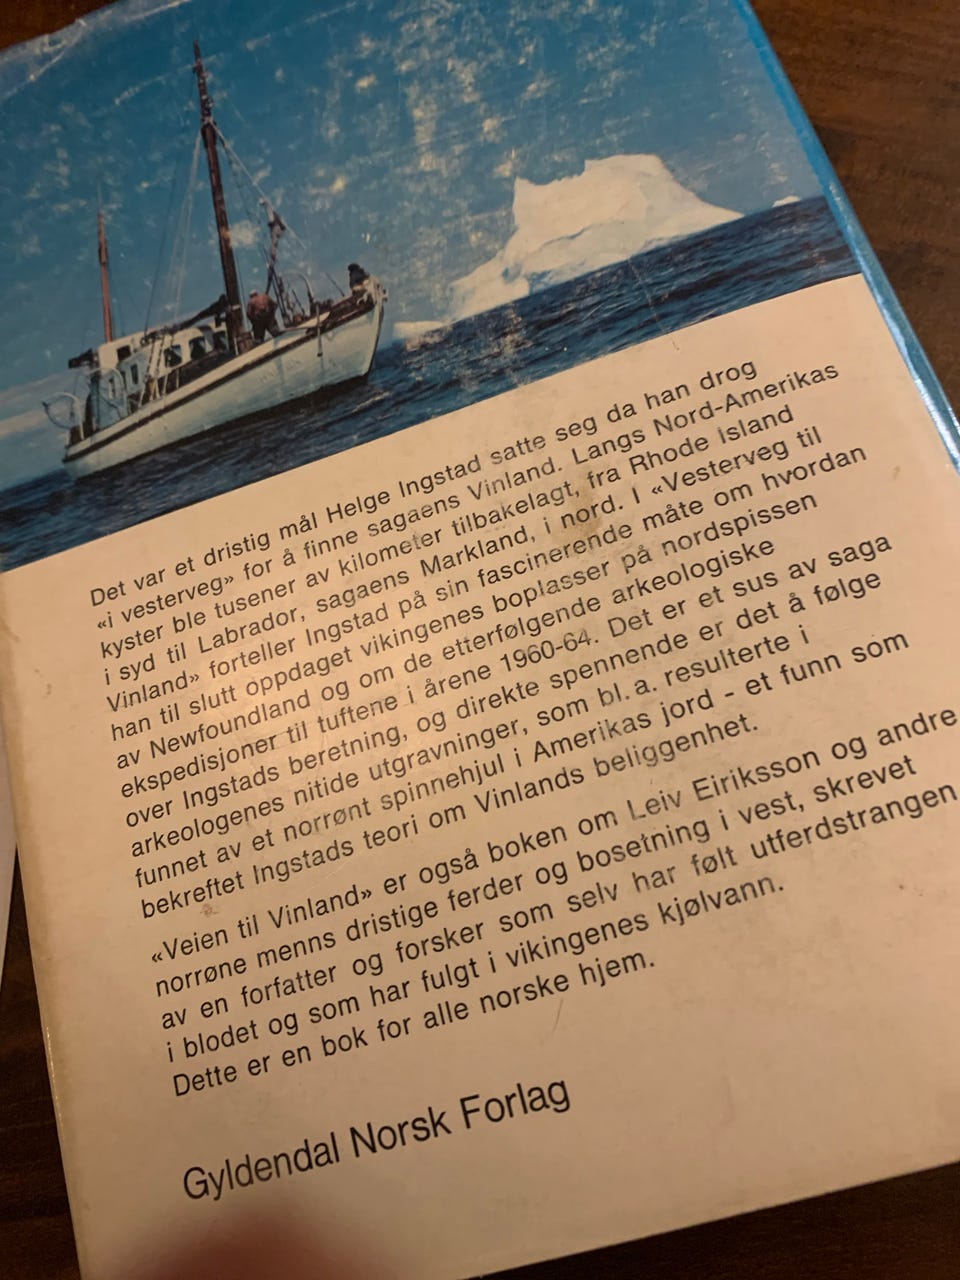 Det var et dristig mål Helge Ingstad satte seg da han drog
«i vesterveg» for å finne sagaens Vinland. Langs Nord-Amerikas
kyster ble tusener av kilometer tilbakelagt, fra Rhode Island
i syd til Labrador, sagaens Markland, i nord. I «Vesterveg til
Vinland» forteller Ingstad på sin fascinerende måte om hvordan
han til slutt oppdaget vikingenes boplasser på nordspissen
av Newfoundland og om de etterfølgende arkeologiske
ekspedisjoner til tuftene i årene 1960-64. Det er et sus av saga
over Ingstads beretning, og direkte spennende er det å følge
arkeologenes nitide utgravninger, som bl.a. resulterte i
funnet av et norrønt spinnehjul i Amerikas jord - et funn som
bekreftet Ingstads teori om Vinlands beliggenhet.
«Veien til Vinland» er også boken om Leiv Eiriksson og andre
norrøne menns dristige ferder og bosetning i vest, skrevet
av en forfatter og forsker som selv har følt utferdstrangen
i blodet og som har fulgt i vikingenes kjølvann.
Dette er en bok for alle norske hjem.
Gyldendal Norsk Forlag